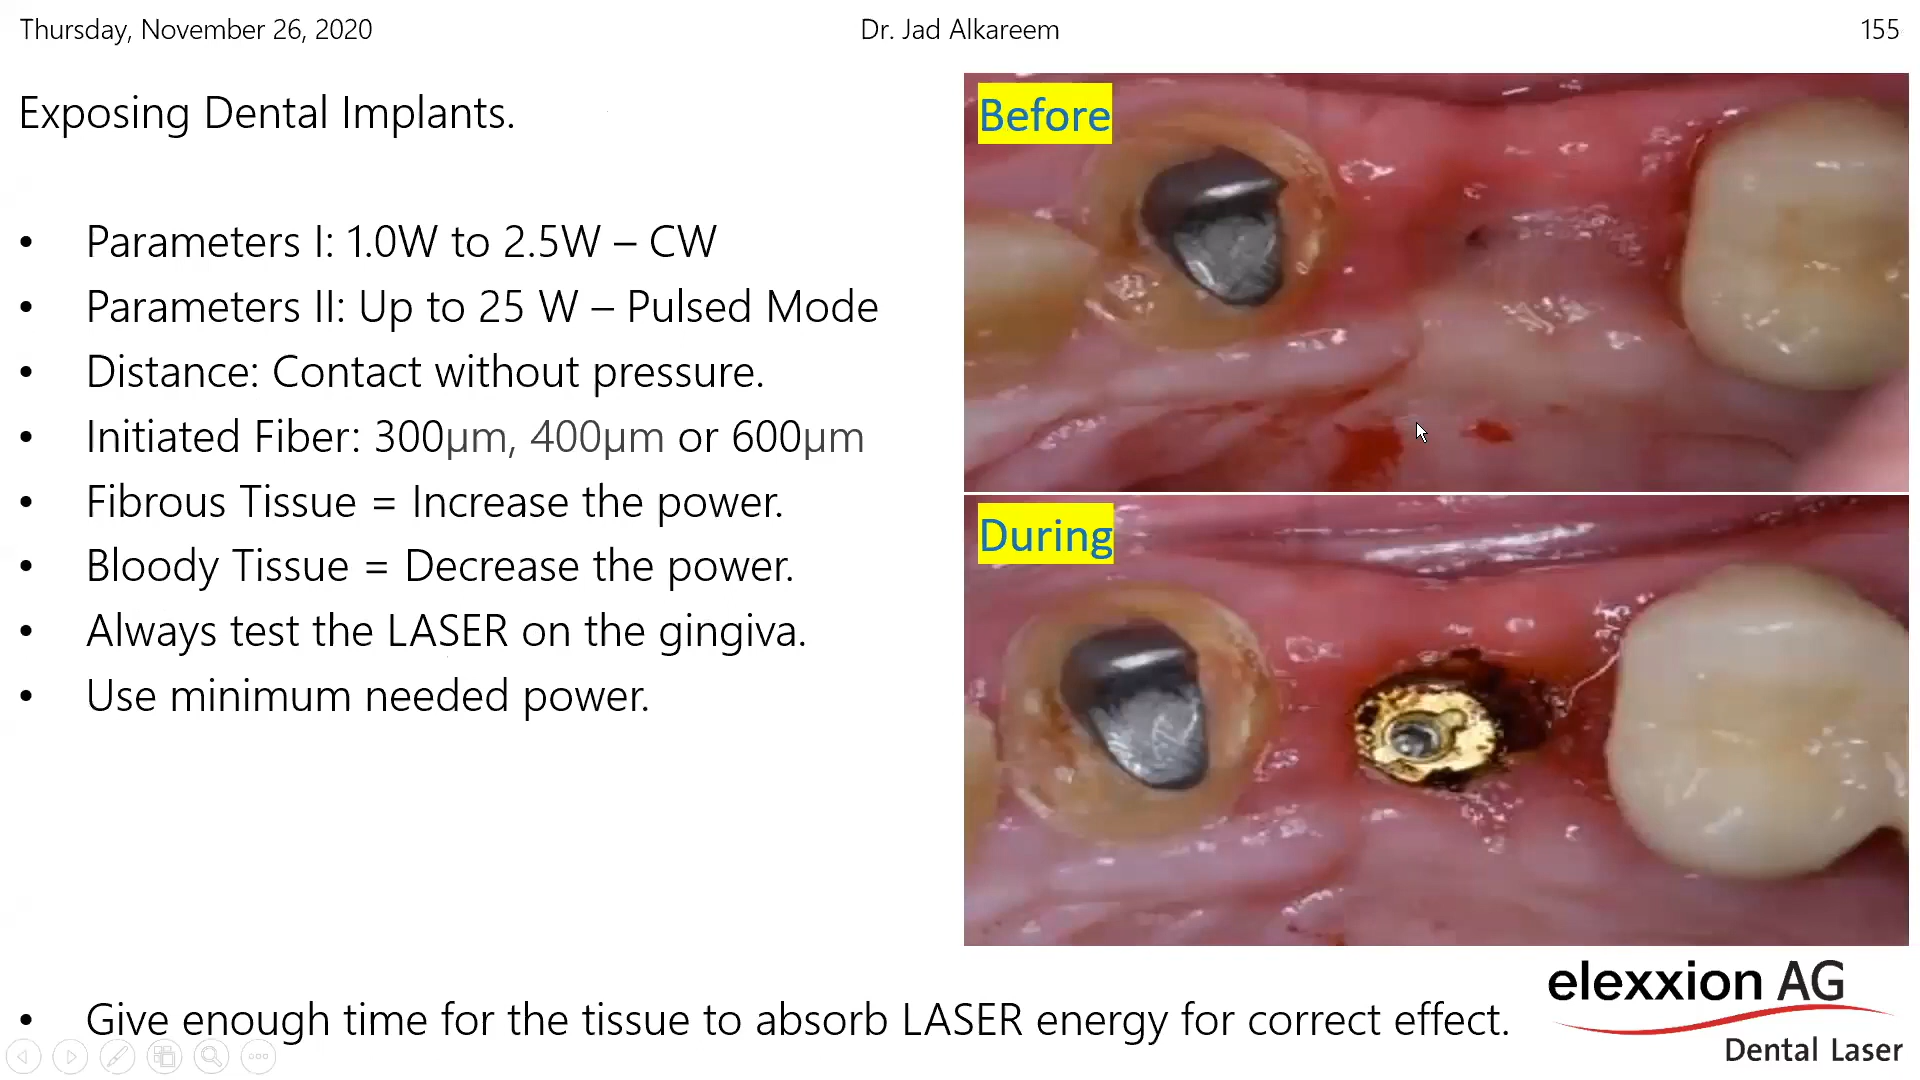 Thursday, November 26, 2020
Dr. Jad Alkareem
155
Exposing Dental Implants.
• Parameters I: 1.0W to 2.5W – CW
• Parameters II: Up to 25 W – Pulsed Mode
• Distance: Contact without pressure.
• Initiated Fiber: 300µm, 400µm or 600µm
• Fibrous Tissue = Increase the power.
• Bloody Tissue = Decrease the power.
• Always test the LASER on the gingiva.
• Use minimum needed power.
Before
During
• Give enough time for the tissue to absorb LASER energy for correct effect.
elexxion AG
Dental Laser